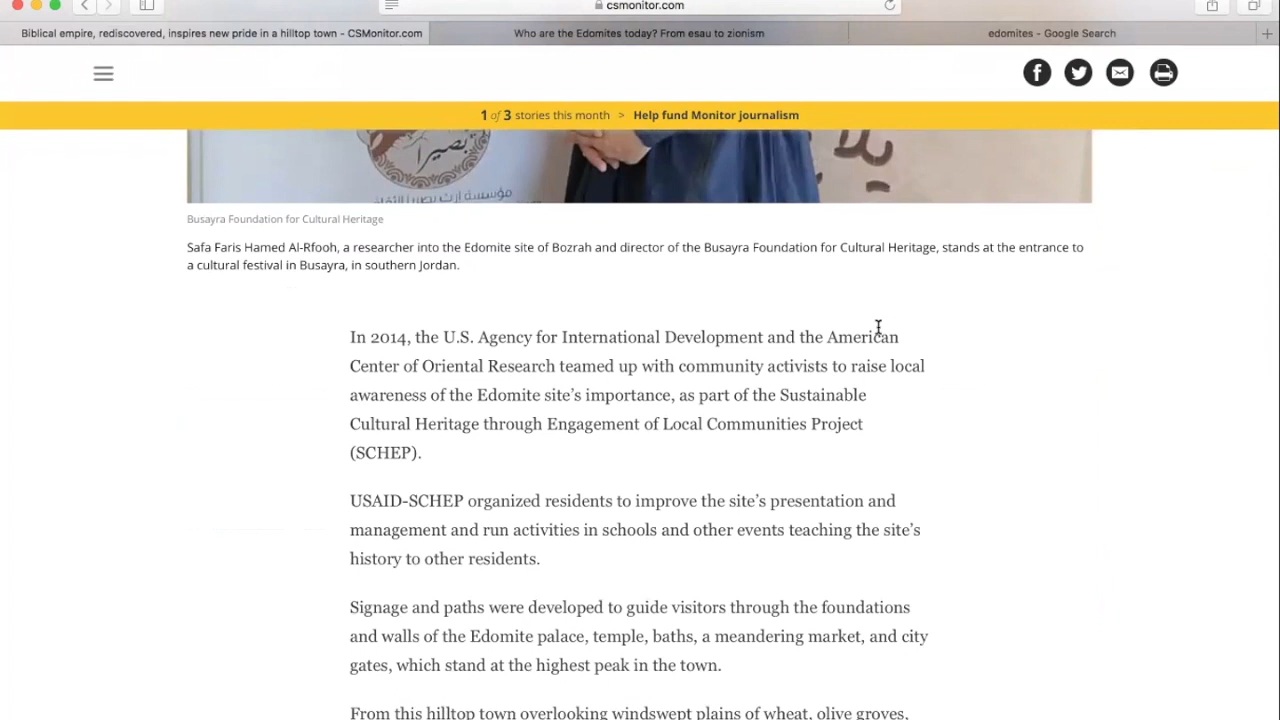 csmonitor.com
Biblical empire, rediscovered, inspires new pride in a hilltop town - CSMonitor.com
Who are the Edomites today? From esau to zionism
edomites - Google Search
1 of 3 stories this month > Help fund Monitor journalism
Busayra Foundation for Cultural Heritage
Safa Faris Hamed Al-Rfooh, a researcher into the Edomite site of Bozrah and director of the Busayra Foundation for Cultural Heritage, stands at the entrance to
a cultural festival in Busayra, in southern Jordan.
In 2014, the U.S. Agency for International Development and the American
Center of Oriental Research teamed up with community activists to raise local
awareness of the Edomite site’s importance, as part of the Sustainable
Cultural Heritage through Engagement of Local Communities Project
(SCHEP).
USAID-SCHEP organized residents to improve the site’s presentation and
management and run activities in schools and other events teaching the site’s
history to other residents.
Signage and paths were developed to guide visitors through the foundations
and walls of the Edomite palace, temple, baths, a meandering market, and city
gates, which stand at the highest peak in the town.
From this hilltop town overlooking windswept plains of wheat, olive groves,